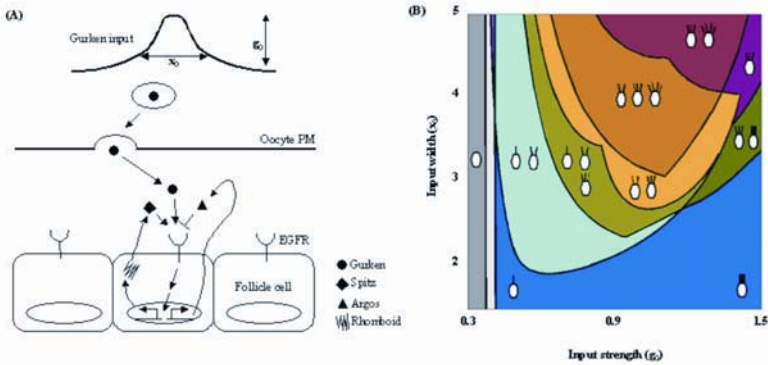 (A)
Gurken input
g₀
x₀
Oocyte PM
EGFR
Follicle cell
Gurken
Spitz
Argos
Rhomboid
(B)
Input width (x₀)
5
4
3
2
0.3
0.9
1.5
Input strength (g₀)